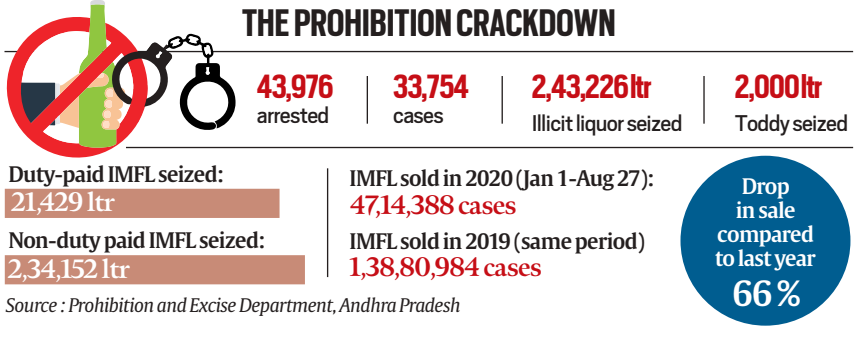 THE PROHIBITION CRACKDOWN
43,976
arrested
33,754
cases
2,43,226 ltr
Illicit liquor seized
2,000 ltr
Toddy seized
Duty-paid IMFL seized:
21,429 ltr
Non-duty paid IMFL seized:
2,34,152 ltr
IMFL sold in 2020 (Jan 1-Aug 27):
47,14,388 cases
IMFL sold in 2019 (same period)
1,38,80,984 cases
Drop
in sale
compared
to last year
66%
Source : Prohibition and Excise Department, Andhra Pradesh